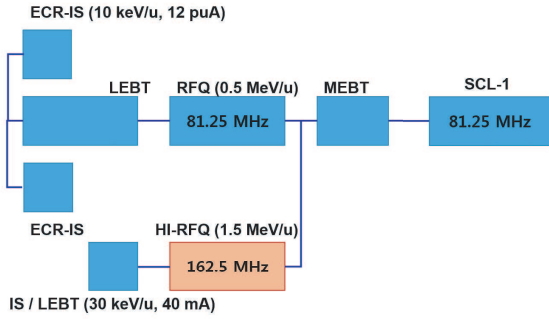 ECR-IS (10 keV/u, 12 puA)
LEBT
RFQ (0.5 MeV/u)
MEBT
SCL-1
81.25 MHz
81.25 MHz
ECR-IS
HI-RFQ (1.5 MeV/u)
162.5 MHz
IS / LEBT (30 keV/u, 40 mA)